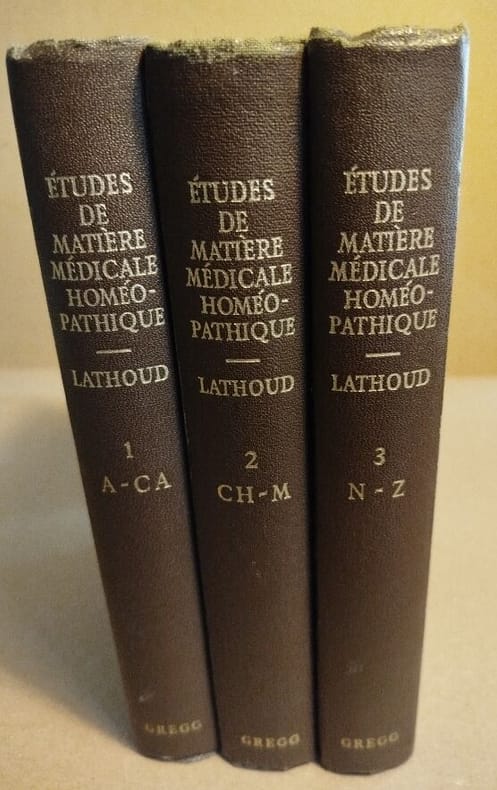 ÉTUDES
DE
MATIÈRE
MÉDICALE
HOMÉO-
PATHIQUE
LATHOUD
1
A-CA
GREGG
ÉTUDES
DE
MATIÈRE
MÉDICALE
HOMÉO-
PATHIQUE
LATHOUD
2
CH-M
GREGG
ÉTUDES
DE
MATIÈRE
MÉDICALE
HOMÉO-
PATHIQUE
LATHOUD
3
N-Z
GREGG